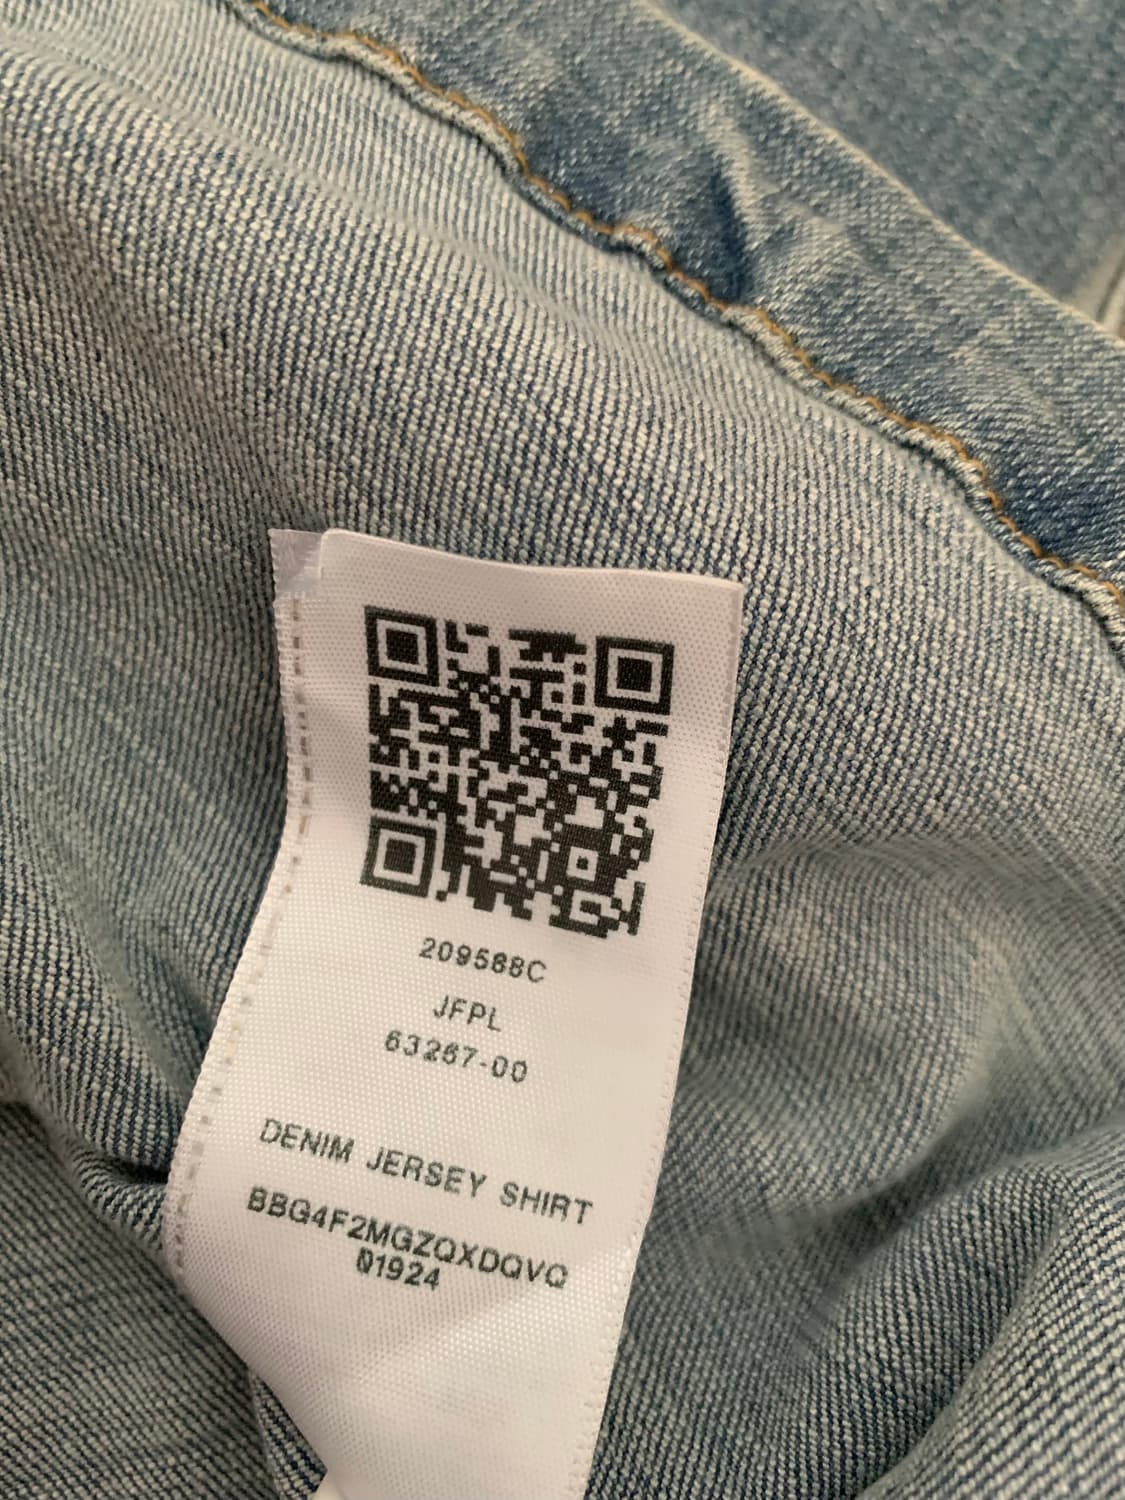 209588C
JFPL
63267-00
DENIM JERSEY SHIRT
BBG4F2MGZQXDQVQ
01924